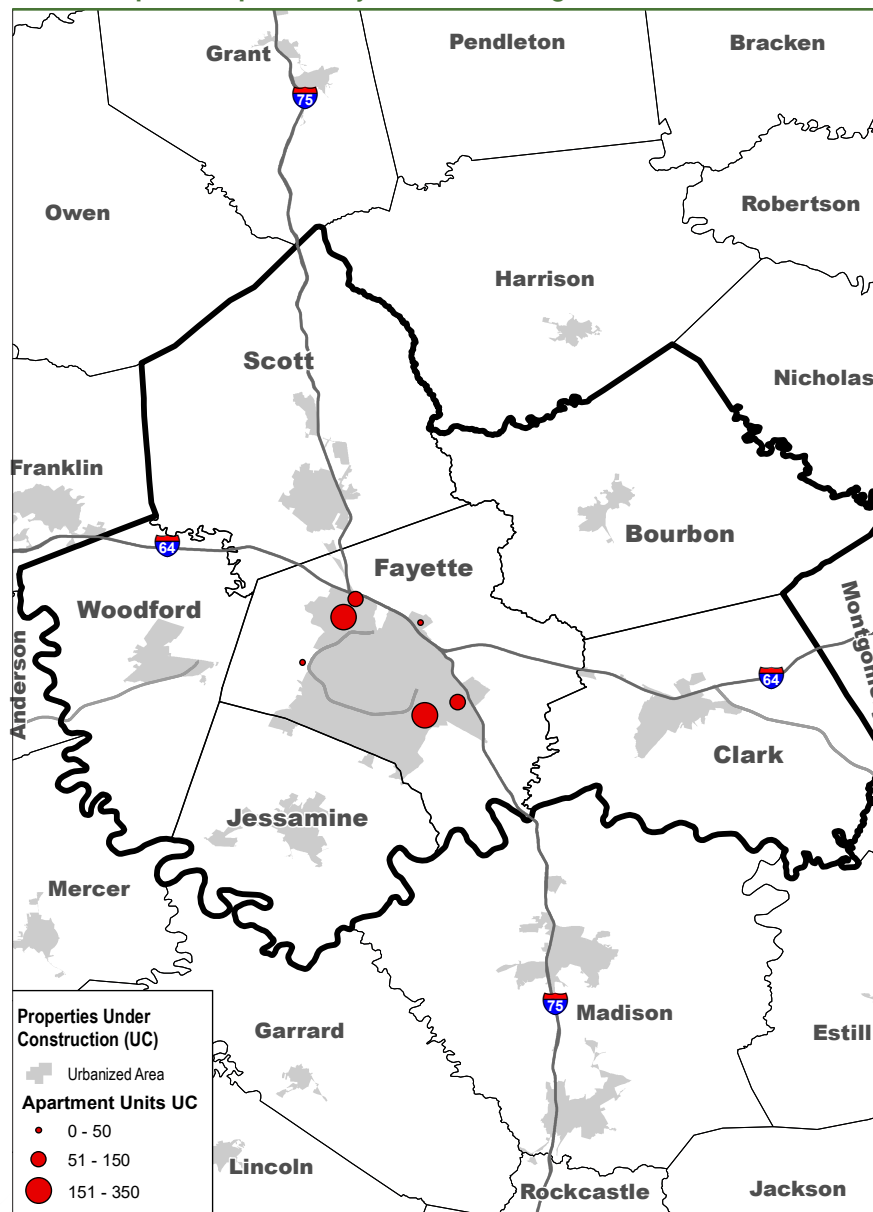 Grant
Pendleton
Bracken
75
Owen
Robertson
Harrison
Scott
Nicholas
Franklin
Bourbon
64
Fayette
Woodford
Anderson
64
Clark
Jessamine
Mercer
75
Madison
Garrard
Estill
Lincoln
Rockcastle
Jackson
Properties Under
Construction (UC)
Urbanized Area
Apartment Units UC
0 - 50
51 - 150
151 - 350